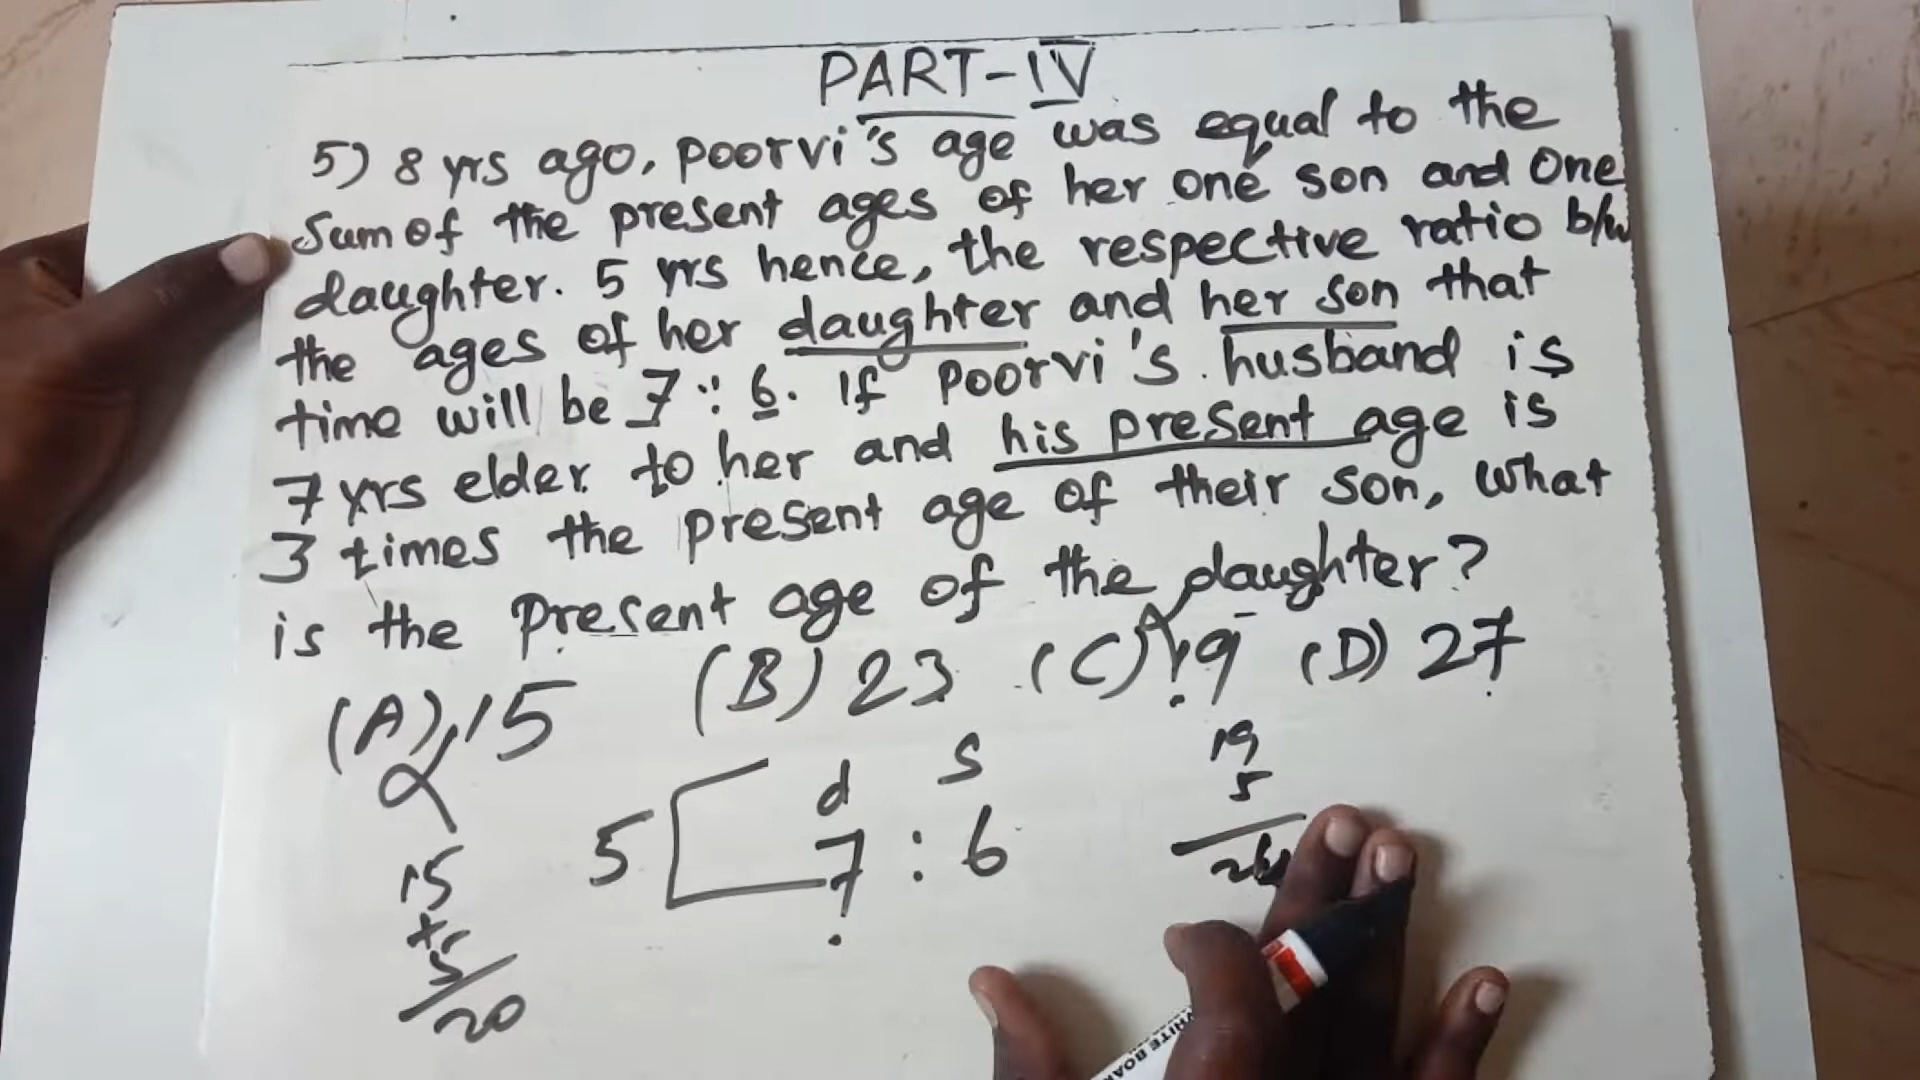 PART-IV
5) 8 yrs ago, poorvi's age was equal to the
sum of the present ages of her one son and one
daughter. 5 yrs hence, the respective ratio b/w
the ages of her daughter and her son that
time will be 7 : 6. If poorvi's husband is
7 yrs elder to her and his present age is
3 times the present age of their son, what
is the present age of the daughter?
(A) 15 (B) 23 (C) 19 (D) 27
d S
5 7 : 6
15
+5
20
19
5
WHITE BOA